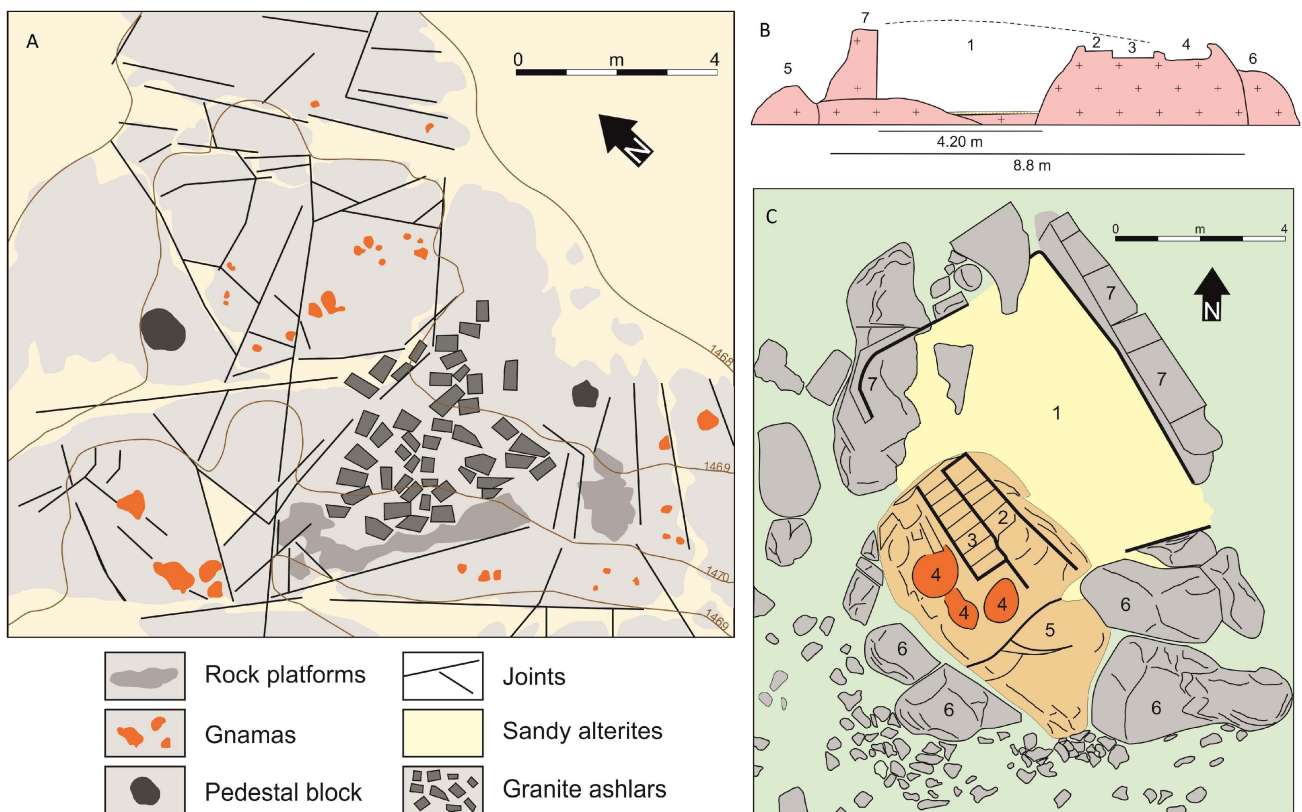 A
0 m 4
N
1468
1469
1470
1469
Rock platforms
Joints
Gnamas
Sandy alterites
Pedestal block
Granite ashlars
B
7
1
2 3 4
5
6
4.20 m
8.8 m
C
0 m 4
N
7
7
7
1
2
3
4
4
4
5
6
6
6
6